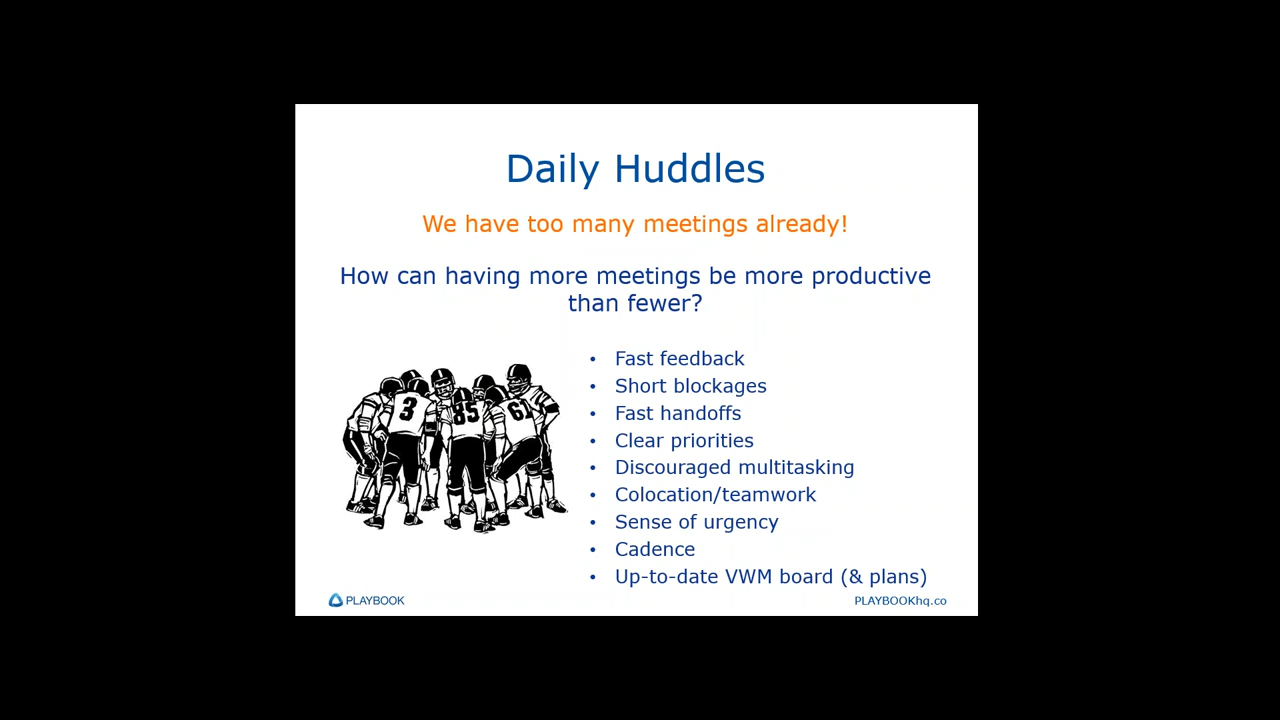 Daily Huddles
We have too many meetings already!
How can having more meetings be more productive
than fewer?
3
85
61
• Fast feedback
• Short blockages
• Fast handoffs
• Clear priorities
• Discouraged multitasking
• Colocation/teamwork
• Sense of urgency
• Cadence
• Up-to-date VWM board (& plans)
PLAYBOOK
PLAYBOOKhq.co